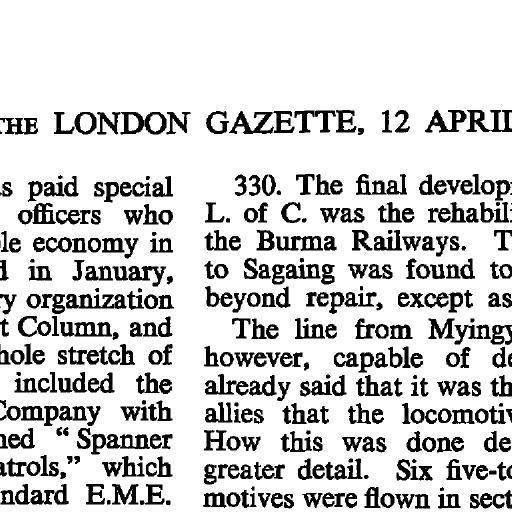 THE LONDON GAZETTE, 12 APRIL
s paid special
officers who
le economy in
d in January,
y organization
t Column, and
hole stretch of
included the
Company with
ned “Spanner
atrols,” which
ndard E.M.E.
330. The final develop
L. of C. was the rehabili
the Burma Railways. T
to Sagaing was found to
beyond repair, except as
The line from Myingy
however, capable of de
already said that it was th
allies that the locomotiv
How this was done de
greater detail. Six five-to
motives were flown in sect